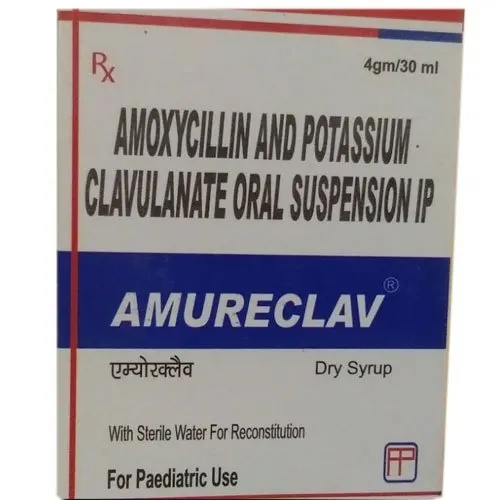 Rx
4gm/30 ml
AMOXYCILLIN AND POTASSIUM
CLAVULANATE ORAL SUSPENSION IP
AMURECLAV®
एम्योरक्लैव
Dry Syrup
With Sterile Water For Reconstitution
For Paediatric Use